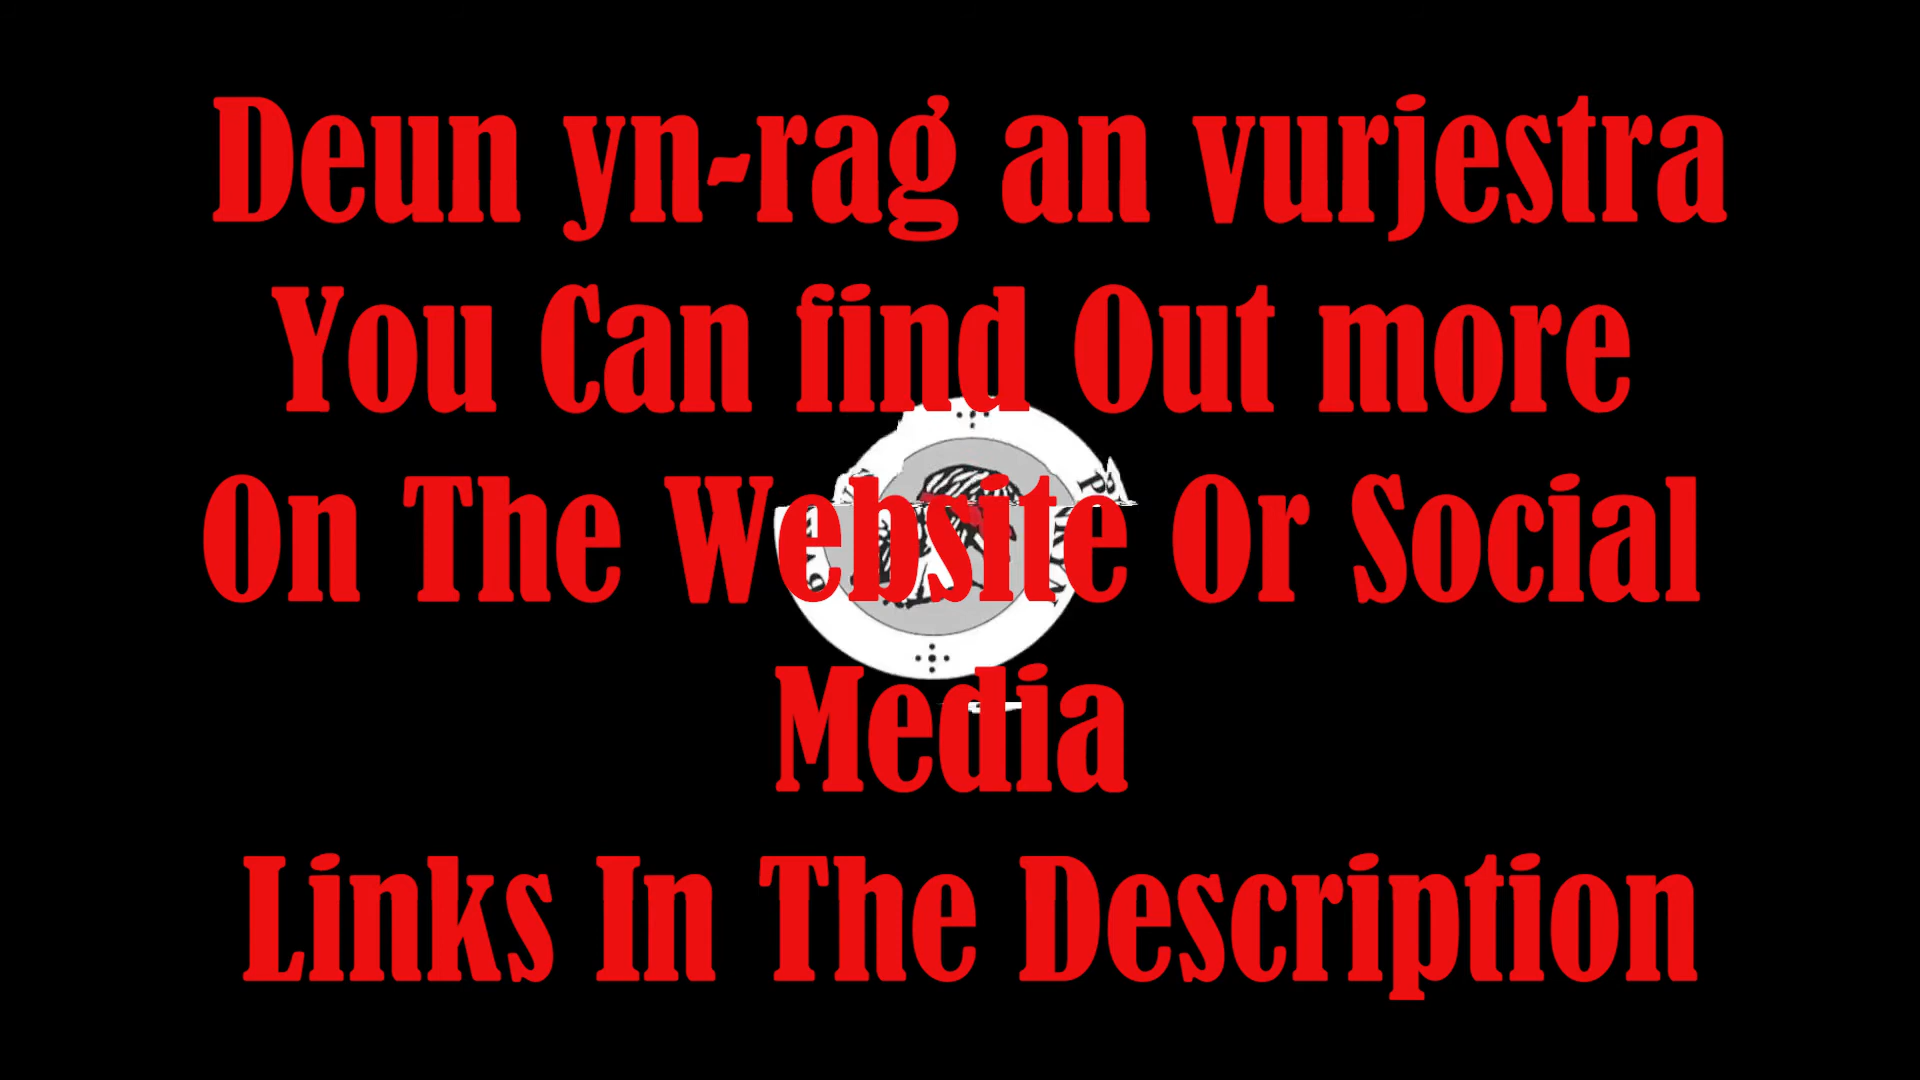 Deun yn-rag an vurjestra
You Can find Out more
On The Website Or Social
Media
Links In The Description